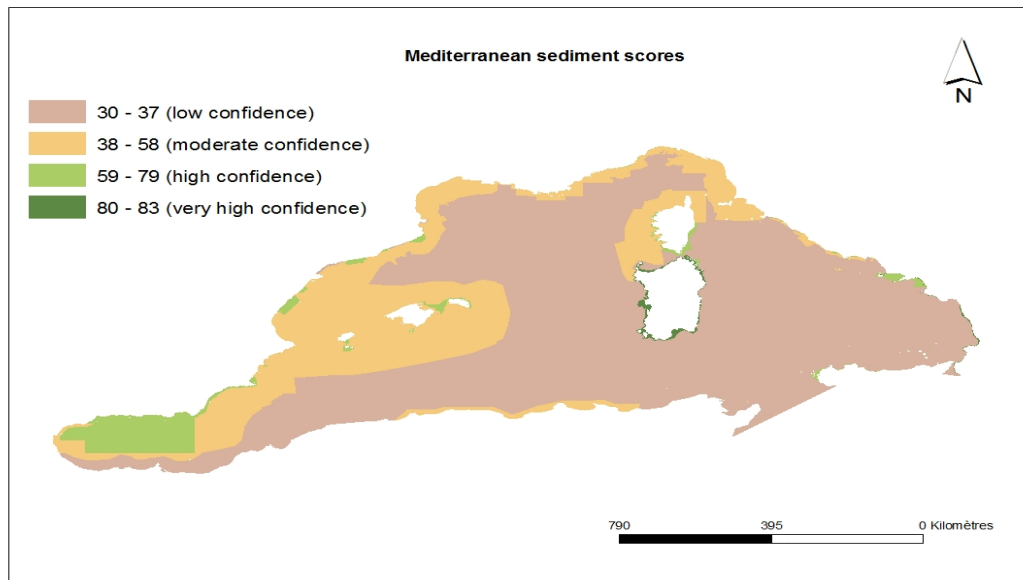 Mediterranean sediment scores
N
30 - 37 (low confidence)
38 - 58 (moderate confidence)
59 - 79 (high confidence)
80 - 83 (very high confidence)
790 395 0 Kilomètres